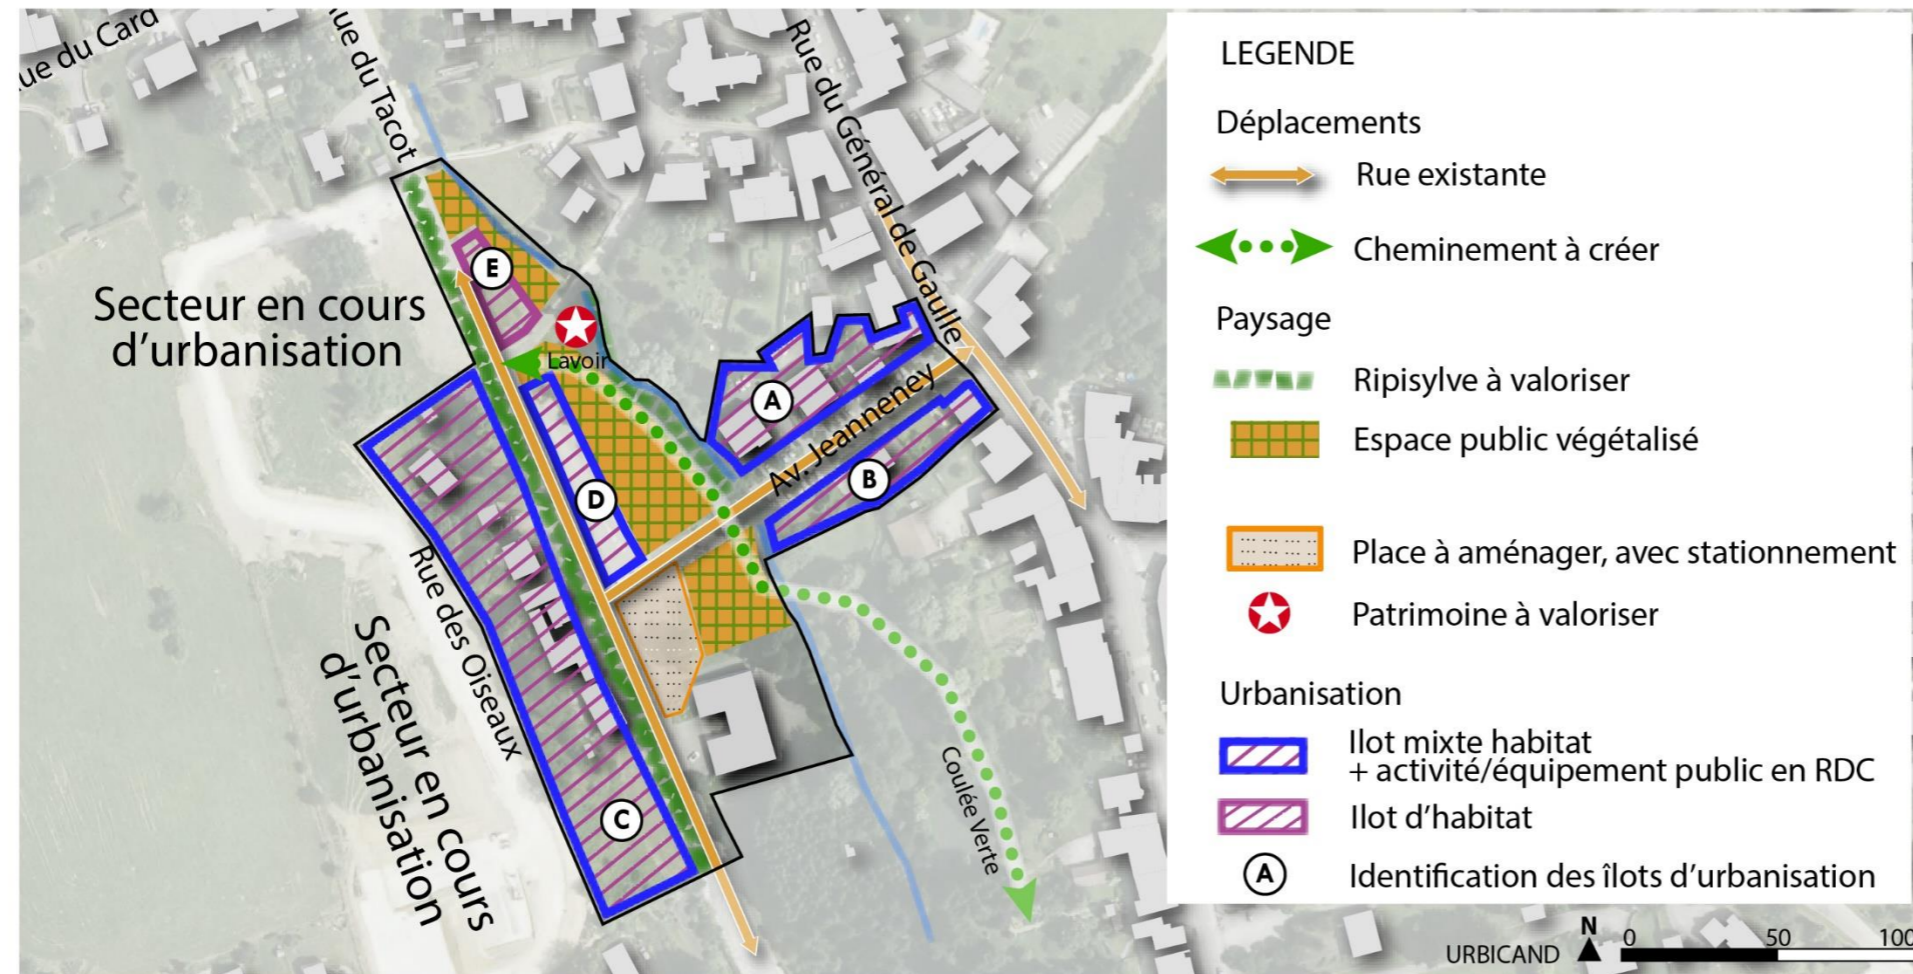 Rue du Tacot
Rue du Général de Gaulle
E
Secteur en cours
d'urbanisation
Lavoir
A
Av. Jeanneney
B
D
Rue des Oiseaux
Secteur en cours
d'urbanisation
C
Coulée Verte
LEGENDE
Déplacements
Rue existante
Cheminement à créer
Paysage
Ripisylve à valoriser
Espace public végétalisé
Place à aménager, avec stationnement
Patrimoine à valoriser
Urbanisation
Ilot mixte habitat
+ activité/équipement public en RDC
Ilot d'habitat
A
Identification des îlots d'urbanisation
URBICAND
N
0
50
100